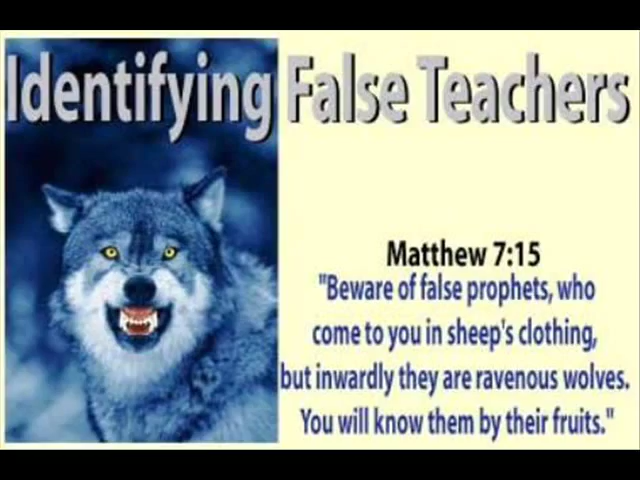 Identifying False Teachers
Matthew 7:15
"Beware of false prophets, who
come to you in sheep's clothing,
but inwardly they are ravenous wolves.
You will know them by their fruits."